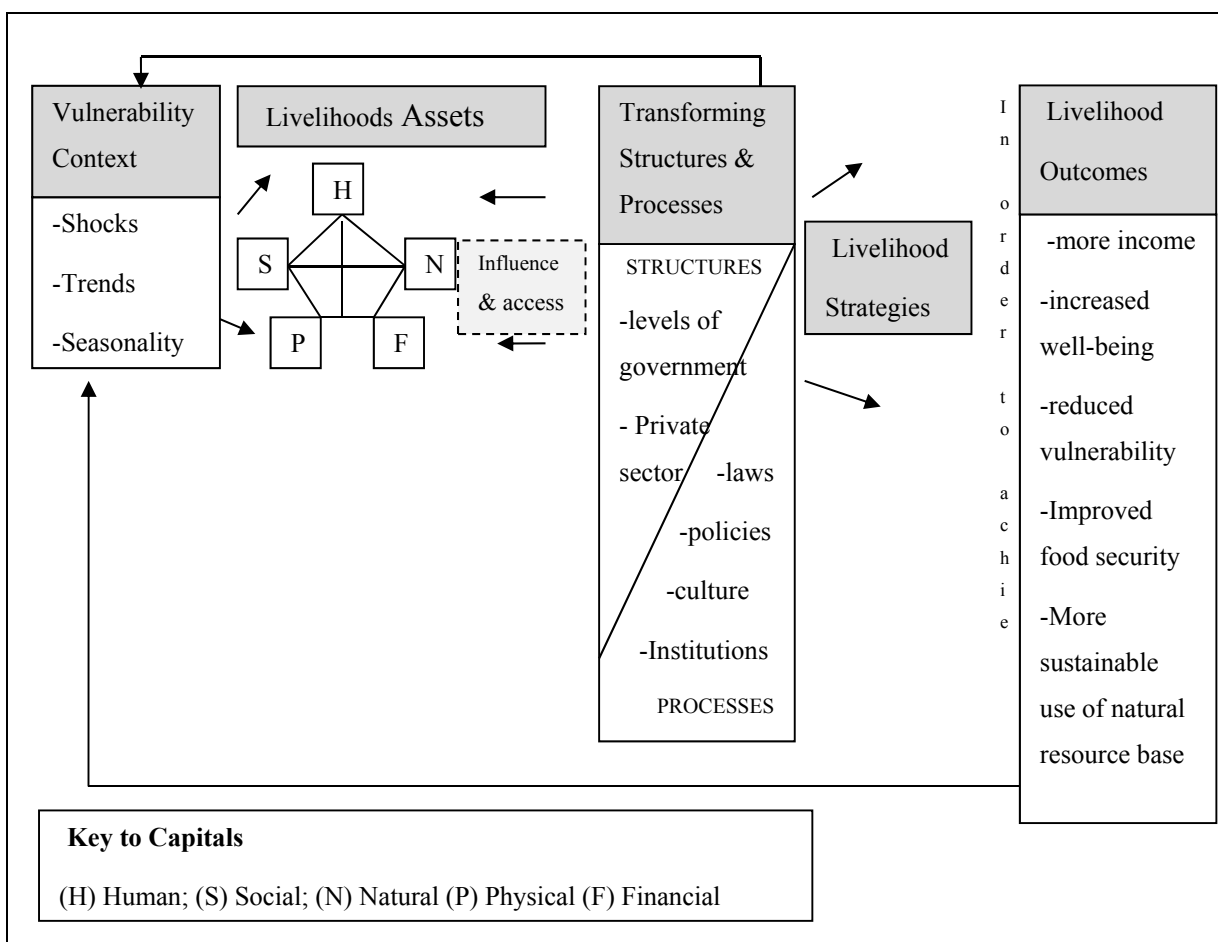 Vulnerability
Context
-Shocks
-Trends
-Seasonality
Livelihoods Assets
H
S
N
P
F
Influence
& access
Transforming
Structures &
Processes
STRUCTURES
-levels of
government
- Private
sector
-laws
-policies
-culture
-Institutions
PROCESSES
Livelihood
Strategies
In order to achie
Livelihood
Outcomes
-more income
-increased
well-being
-reduced
vulnerability
-Improved
food security
-More
sustainable
use of natural
resource base
Key to Capitals
(H) Human; (S) Social; (N) Natural (P) Physical (F) Financial